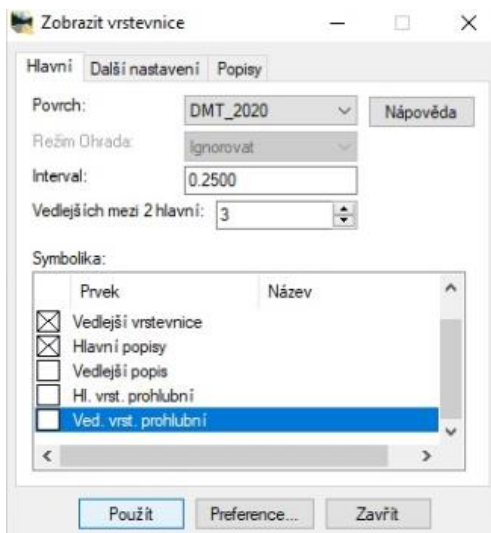 Zobrazit vrstevnice
Hlavní Další nastavení Popisy
Povrch: DMT_2020 Nápověda
Režim Ohrada: Ignorovat
Interval: 0.2500
Vedlejších mezi 2 hlavní: 3
Symbolika:
Prvek Název
Vedlejší vrstevnice
Hlavní popisy
Vedlejší popis
Hl. vrst. prohlubní
Ved. vrst. prohlubní
Použít Preference... Zavřít